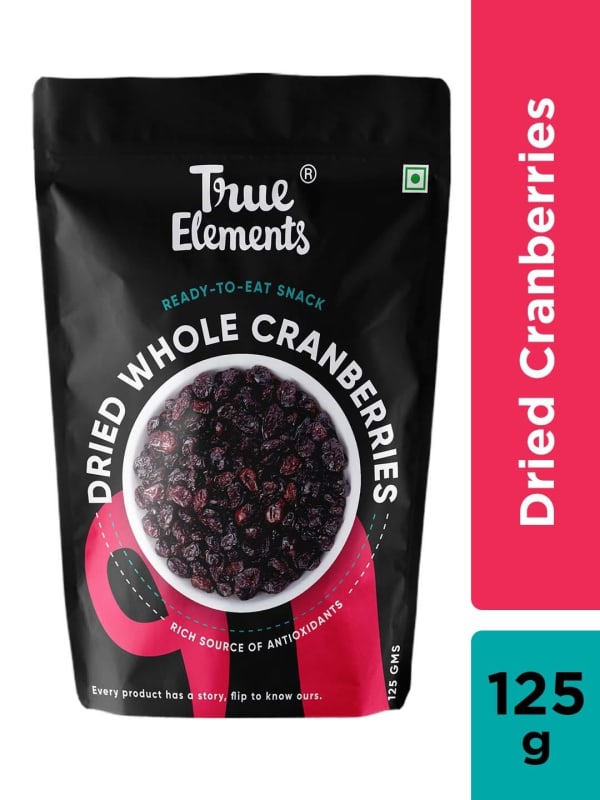 True ®
Elements
READY-TO-EAT SNACK
DRIED WHOLE CRANBERRIES
RICH SOURCE OF ANTIOXIDANTS
Every product has a story, flip to know ours.
125 GMS
Dried Cranberries
125
g